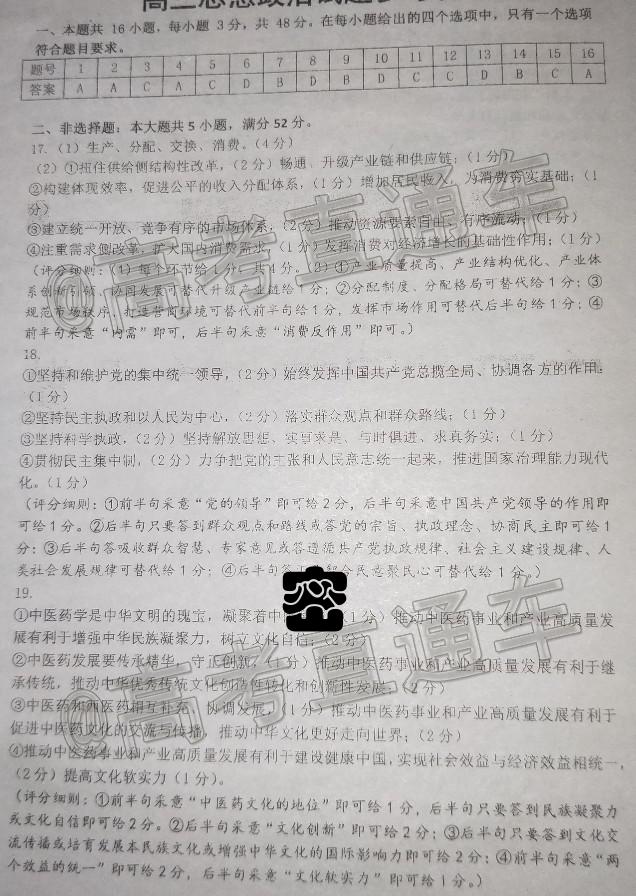 一、本题共 16 小题，每小题 3 分，共 48 分。在每小题给出的四个选项中，只有一个选项
符合题目要求。
题号 1 2 3 4 5 6 7 8 9 10 11 12 13 14 15 16
答案 A A C A C D B D B D C C D B C A
二、非选择题：本大题共 5 小题，满分 52 分。
17.（1）生产、分配、交换、消费。（4 分）
（2）①扭住供给侧结构性改革，（2 分）畅通、升级产业链和供应链；（1 分）
②构建体现效率，促进公平的收入分配体系，（1 分）增加居民收入，为消费夯实基础；（1
分）
③建立统一开放、竞争有序的市场体系，（2 分）推动资源要素自由、有序流动；（1 分）
④注重需求侧改革，扩大国内消费需求，（1 分）发挥消费对经济增长的基础性作用；（1 分）
（评分细则：（1）每个环节给 1 分，共 4 分。（2）①产业质量提高、产业结构优化、产业体
系创新引领、协同发展可替代升级产业链给 1 分；②分配制度、分配格局可替代给 1 分；③
规范市场秩序、打造营商环境可替代前半句给 1 分，发挥市场作用可替代后半句给 1 分；④
前半句采意“内需”即可，后半句采意“消费反作用”即可。）
18.
①坚持和维护党的集中统一领导，（2 分）始终发挥中国共产党总揽全局、协调各方的作用；
（1 分）
②坚持民主执政和以人民为中心，（2 分）落实群众观点和群众路线；（1 分）
③坚持科学执政，（2 分）坚持解放思想、实事求是、与时俱进、求真务实；（1 分）
④贯彻民主集中制，（2 分）力争把党的主张和人民意志统一起来，推进国家治理能力现代
化。（1 分）
（评分细则：①前半句采意“党的领导”即可给 2 分，后半句采意中国共产党领导的作用即
可给 1 分。②后半句只要答到群众观点和路线或答党的宗旨、执政理念、协商民主即可给 1
分；③后半句答吸收群众智慧、专家意见或答遵循共产党执政规律、社会主义建设规律、人
类社会发展规律可替代给 1 分；④后半句答 民意聚民心可替代给 1 分。）
19.
①中医药学是中华文明的瑰宝，凝聚着中 （1 分）推动中医药事业和产业高质量发
展有利于增强中华民族凝聚力，树立文化自信；（2 分）
②中医药发展要传承精华，守正创新，（1 分）推动中医药事业和产业高质量发展有利于继
承传统，推动中华优秀传统文化创造性转化和创新性发展；（2 分）
③中医药和西医药相互补充、协调发展，（1 分）推动中医药事业和产业高质量发展有利于
促进中医药文化的交流与传播，推动中华文化更好走向世界；（2 分）
④推动中医药事业和产业高质量发展有利于建设健康中国，实现社会效益与经济效益相统一，
（2 分）提高文化软实力（1 分）。
（评分细则：①前半句采意“中医药文化的地位”即可给 1 分，后半句只要答到民族凝聚力
或文化自信即可给 2 分。②后半句采意“文化创新”即可给 2 分；③后半句只要答到文化交
流传播或培育发展本民族文化或增强中华文化的国际影响力即可给 2 分；④前半句采意“两
个效益的统一”即可给 2 分，后半句采意“文化软实力”即可给 1 分。）
@高考直通车
@高考直通车